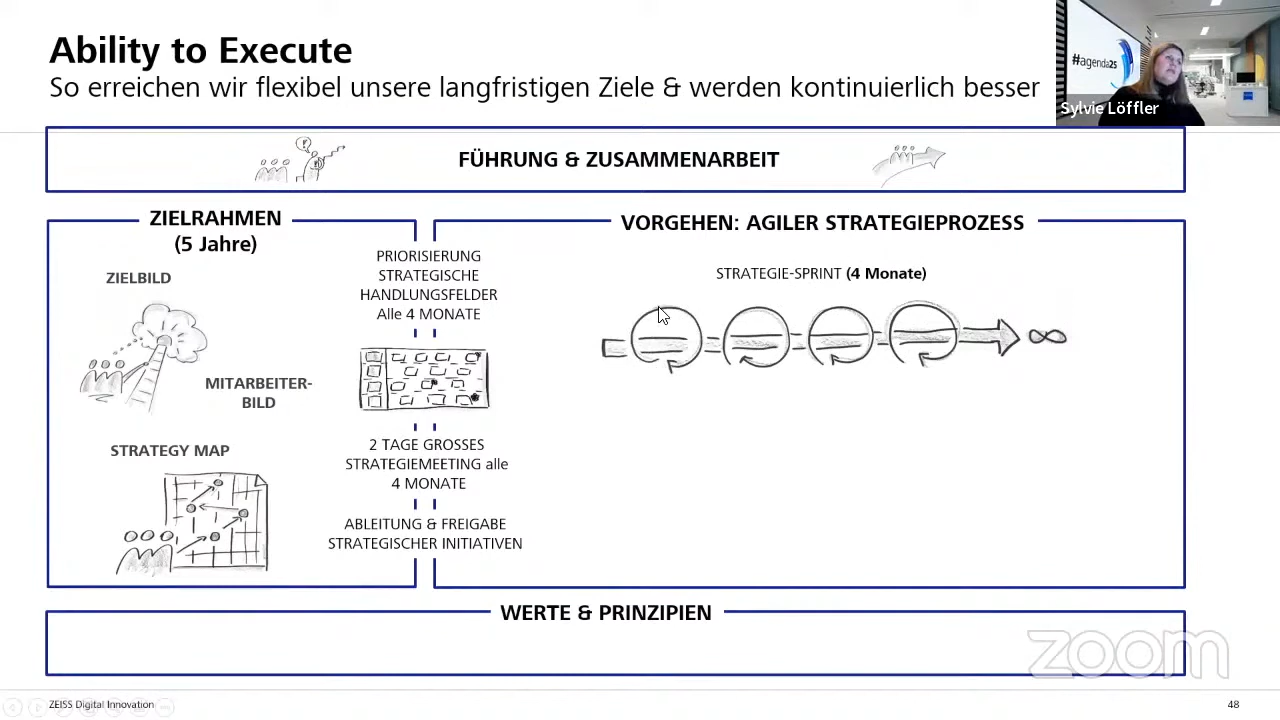 Ability to Execute
So erreichen wir flexibel unsere langfristigen Ziele & werden kontinuierlich besser
#agenda25
Sylvie Löffler
FÜHRUNG & ZUSAMMENARBEIT
ZIELRAHMEN
(5 Jahre)
ZIELBILD
MITARBEITER-
BILD
STRATEGY MAP
PRIORISIERUNG
STRATEGISCHE
HANDLUNGSFELDER
Alle 4 MONATE
2 TAGE GROSSES
STRATEGIEMEETING alle
4 MONATE
ABLEITUNG & FREIGABE
STRATEGISCHER INITIATIVEN
VORGEHEN: AGILER STRATEGIEPROZESS
STRATEGIE-SPRINT (4 Monate)
∞
WERTE & PRINZIPIEN
zoom
ZEISS Digital Innovation
48